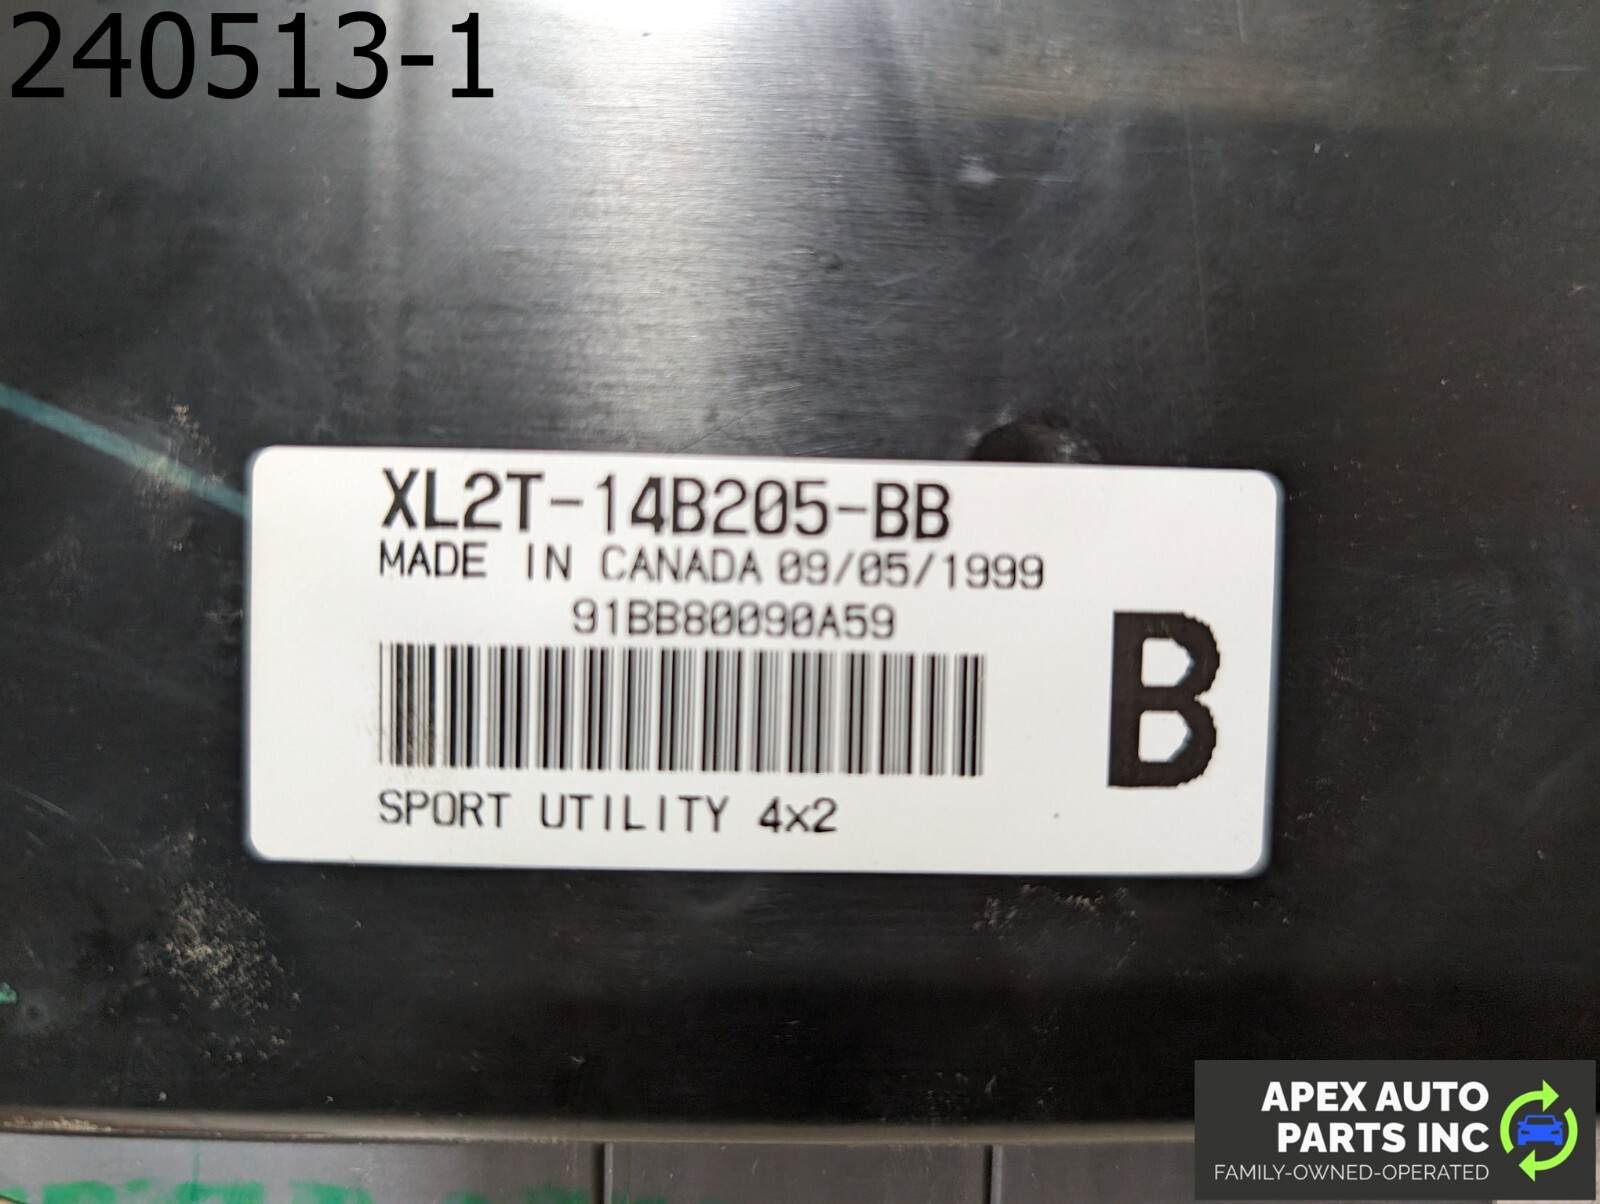 240513-1
XL2T-14B205-BB
MADE IN CANADA 09/05/1999
91BB80090A59
B
SPORT UTILITY 4x2
APEX AUTO
PARTS INC
FAMILY-OWNED-OPERATED